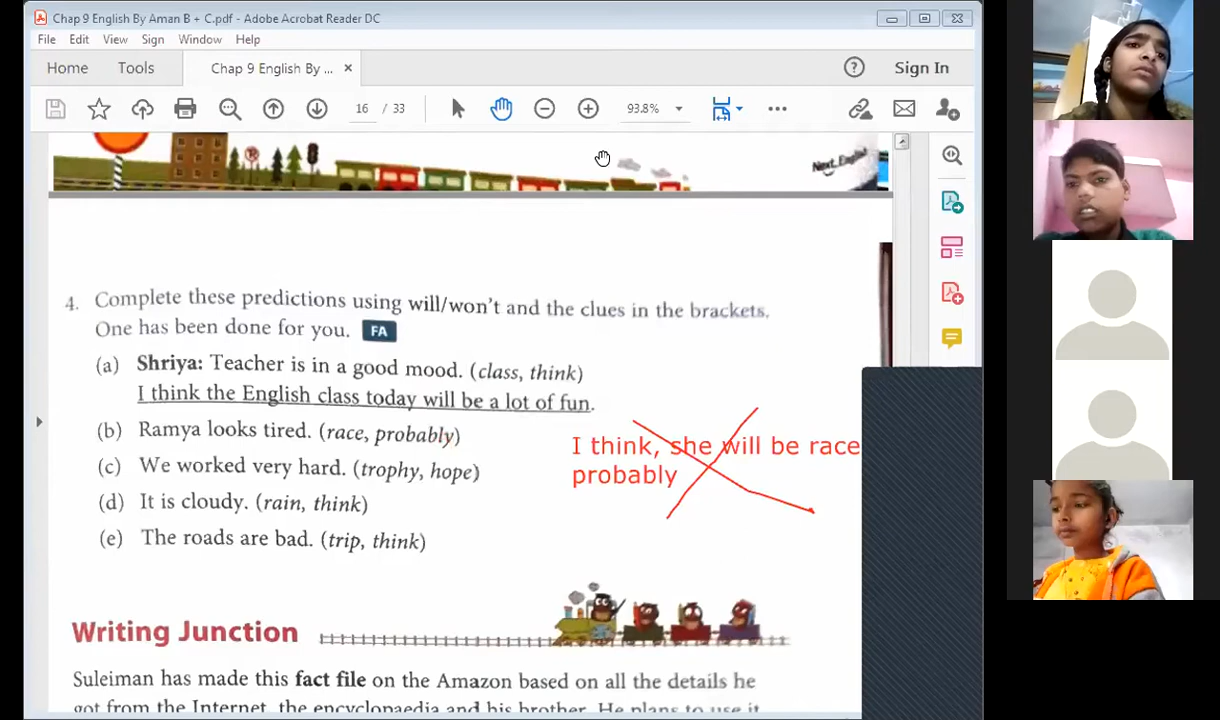 Chap 9 English By Aman B + C.pdf - Adobe Acrobat Reader DC
File Edit View Sign Window Help
Home Tools Chap 9 English By ... × Sign In
16 / 33 93.8%
Next, English
4. Complete these predictions using will/won't and the clues in the brackets.
One has been done for you. FA
(a) Shriya: Teacher is in a good mood. (class, think)
I think the English class today will be a lot of fun.
(b) Ramya looks tired. (race, probably)
(c) We worked very hard. (trophy, hope)
(d) It is cloudy. (rain, think)
(e) The roads are bad. (trip, think)
I think, she will be race
probably
Writing Junction
Suleiman has made this fact file on the Amazon based on all the details he
got from the Internet, the encyclopaedia and his brother. He plans to use it